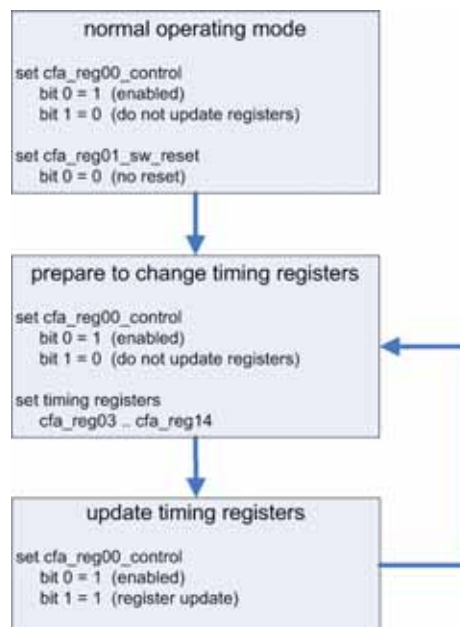 normal operating mode
set cfa_reg00_control
bit 0 = 1 (enabled)
bit 1 = 0 (do not update registers)
set cfa_reg01_sw_reset
bit 0 = 0 (no reset)
prepare to change timing registers
set cfa_reg00_control
bit 0 = 1 (enabled)
bit 1 = 0 (do not update registers)
set timing registers
cfa_reg03 .. cfa_reg14
update timing registers
set cfa_reg00_control
bit 0 = 1 (enabled)
bit 1 = 1 (register update)